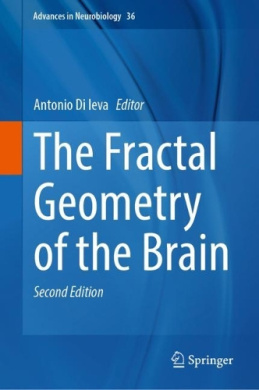 Advances in Neurobiology 36
Antonio Di Ieva Editor
The Fractal
Geometry
of the Brain
Second Edition
Springer